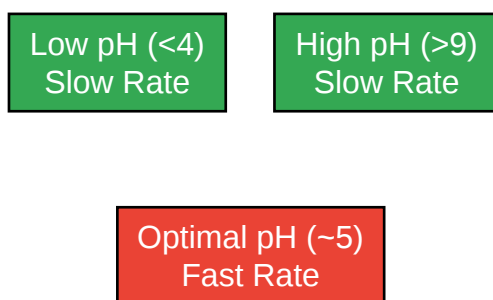 Low pH (<4)
Slow Rate
High pH (>9)
Slow Rate
Optimal pH (~5)
Fast Rate